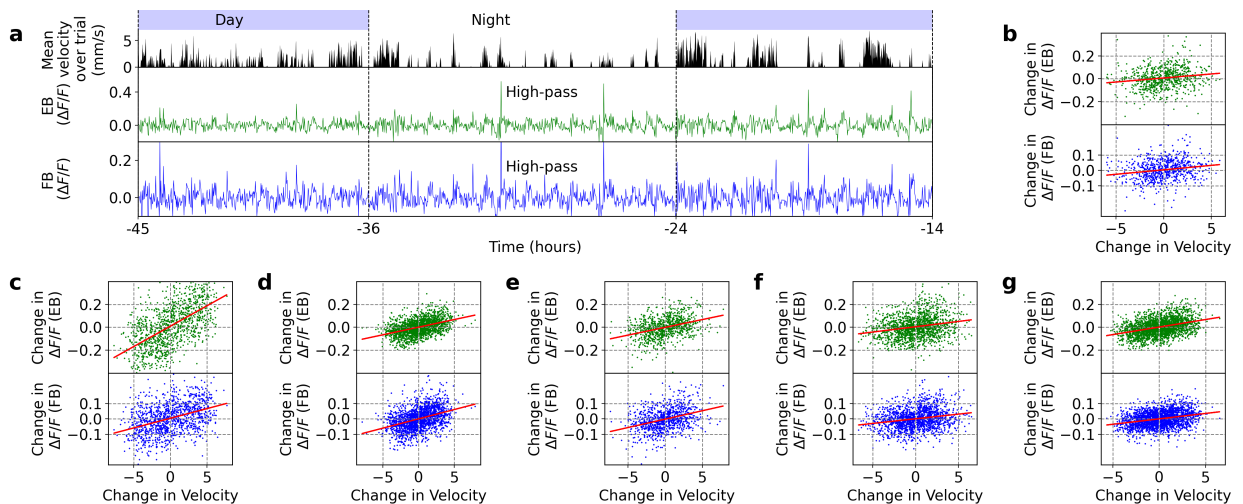 a
Day
Night
Mean
velocity
over trial
(mm/s)
5
0
EB
(ΔF/F)
0.4
0.0
High-pass
FB
(ΔF/F)
0.2
0.0
High-pass
-45
-36
-24
-14
Time (hours)
b
Change in
ΔF/F (EB)
0.2
0.0
−0.2
Change in
ΔF/F (FB)
0.1
0.0
−0.1
−5
0
5
Change in Velocity
c
Change in
ΔF/F (EB)
0.2
0.0
−0.2
Change in
ΔF/F (FB)
0.1
0.0
−0.1
−5
0
5
Change in Velocity
d
Change in
ΔF/F (EB)
0.2
0.0
−0.2
Change in
ΔF/F (FB)
0.1
0.0
−0.1
−5
0
5
Change in Velocity
e
Change in
ΔF/F (EB)
0.2
0.0
−0.2
Change in
ΔF/F (FB)
0.1
0.0
−0.1
−5
0
5
Change in Velocity
f
Change in
ΔF/F (EB)
0.2
0.0
−0.2
Change in
ΔF/F (FB)
0.1
0.0
−0.1
−5
0
5
Change in Velocity
g
Change in
ΔF/F (EB)
0.2
0.0
−0.2
Change in
ΔF/F (FB)
0.1
0.0
−0.1
−5
0
5
Change in Velocity